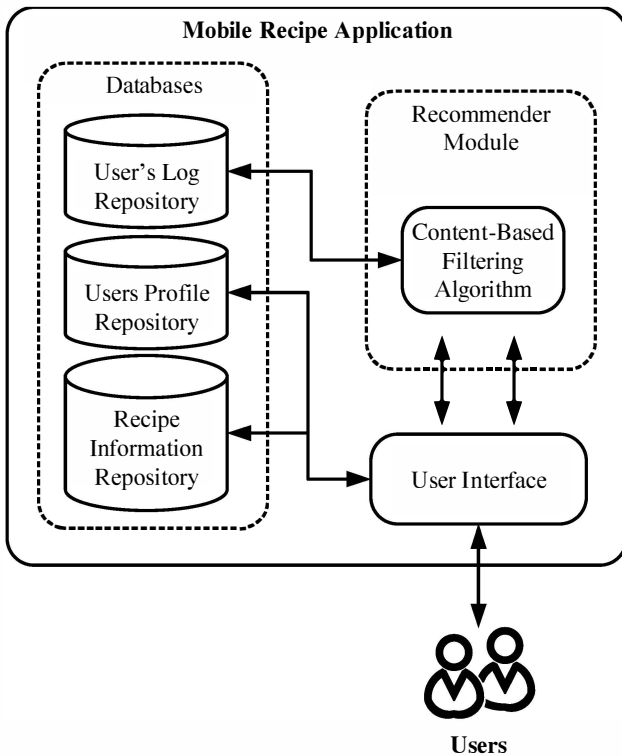 Mobile Recipe Application
Databases
User's Log
Repository
Users Profile
Repository
Recipe
Information
Repository
Recommender
Module
Content-Based
Filtering
Algorithm
User Interface
Users